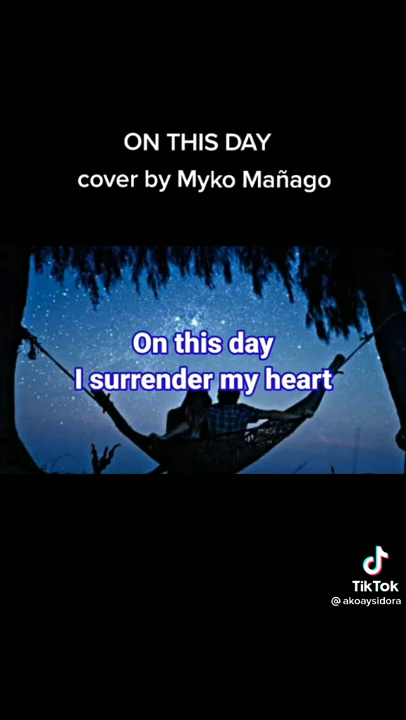 ON THIS DAY
cover by Myko Mañago
On this day
I surrender my heart
TikTok
@akoaysidora